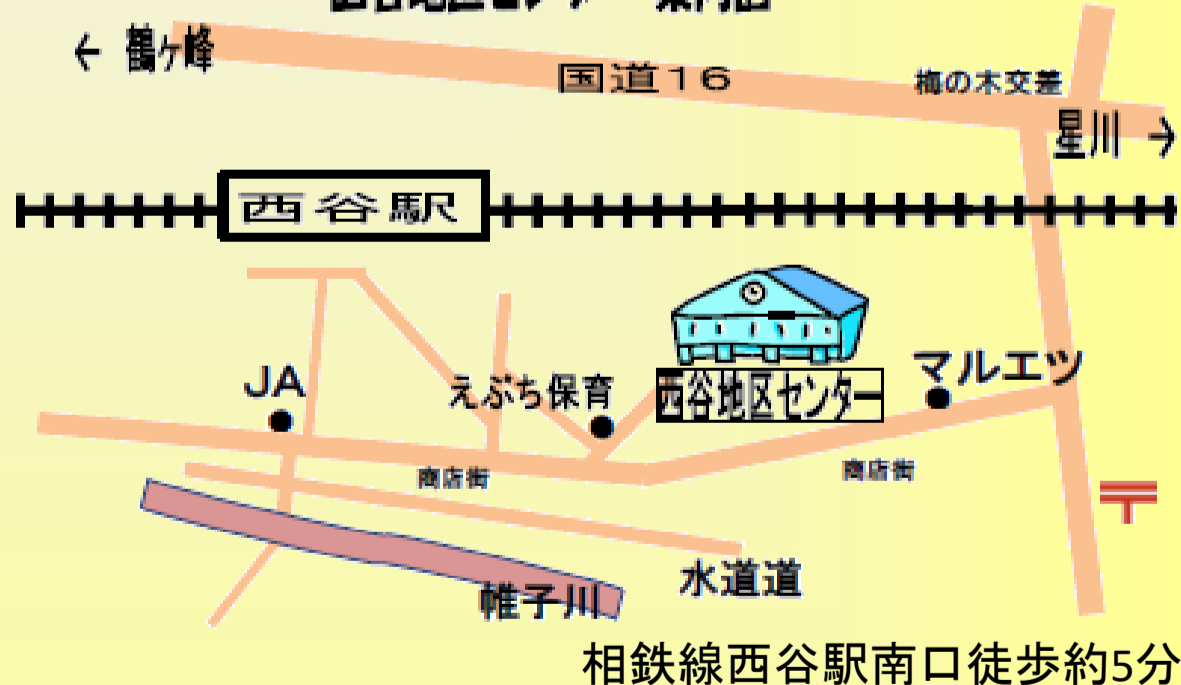 ← 鶴ヶ峰
国道16
梅の木交差
星川 →
西谷駅
JA
えぶち保育
西谷地区センター
マルエツ
商店街
商店街
〒
帷子川
水道道
相鉄線西谷駅南口徒歩約5分